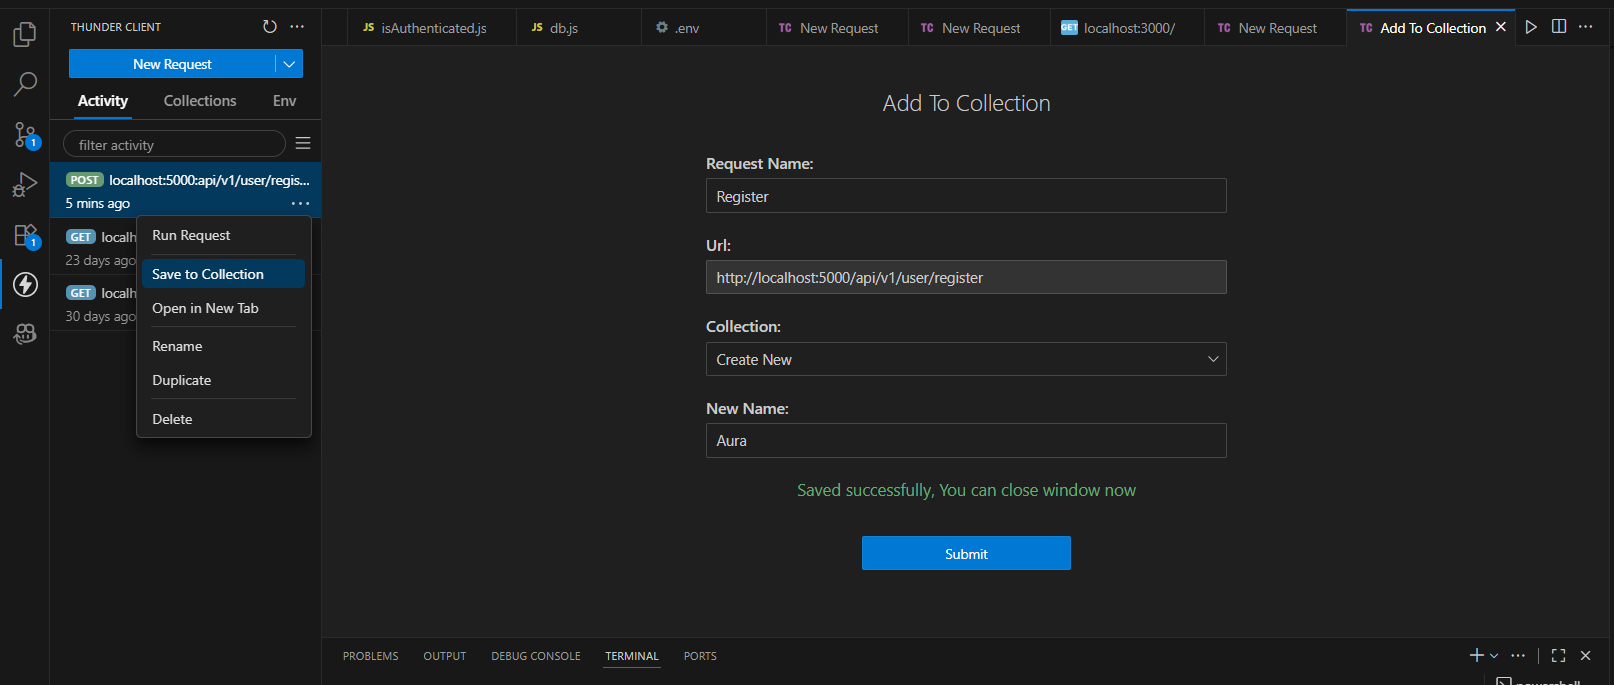 THUNDER CLIENT
New Request
Activity
Collections
Env
filter activity
POST localhost:5000:api/v1/user/regis...
5 mins ago
GET localh
23 days ago
GET localh
30 days ago
Run Request
Save to Collection
Open in New Tab
Rename
Duplicate
Delete
1
1
JS isAuthenticated.js
JS db.js
.env
TC New Request
TC New Request
GET localhost:3000/
TC New Request
TC Add To Collection
Add To Collection
Request Name:
Register
Url:
http://localhost:5000/api/v1/user/register
Collection:
Create New
New Name:
Aura
Saved successfully, You can close window now
Submit
PROBLEMS
OUTPUT
DEBUG CONSOLE
TERMINAL
PORTS
powershell